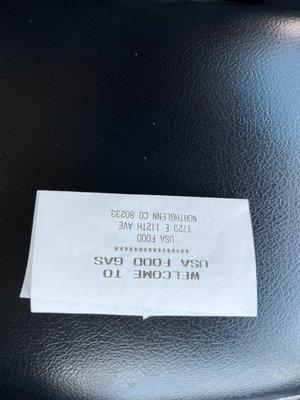 WELCOME TO
USA FOOD GAS
****************
USA FOOD
1720 E 112TH AVE.
NORTHGLENN CO 80233